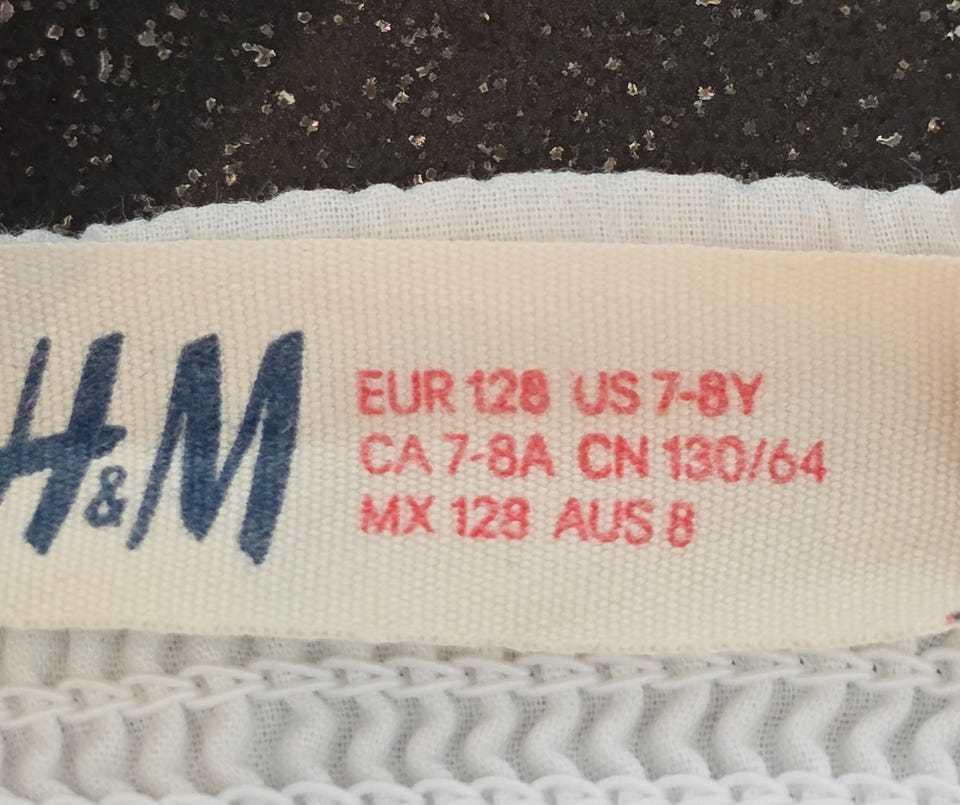 H&M
EUR 128 US 7-8Y
CA 7-8A CN 130/64
MX 128 AUS 8